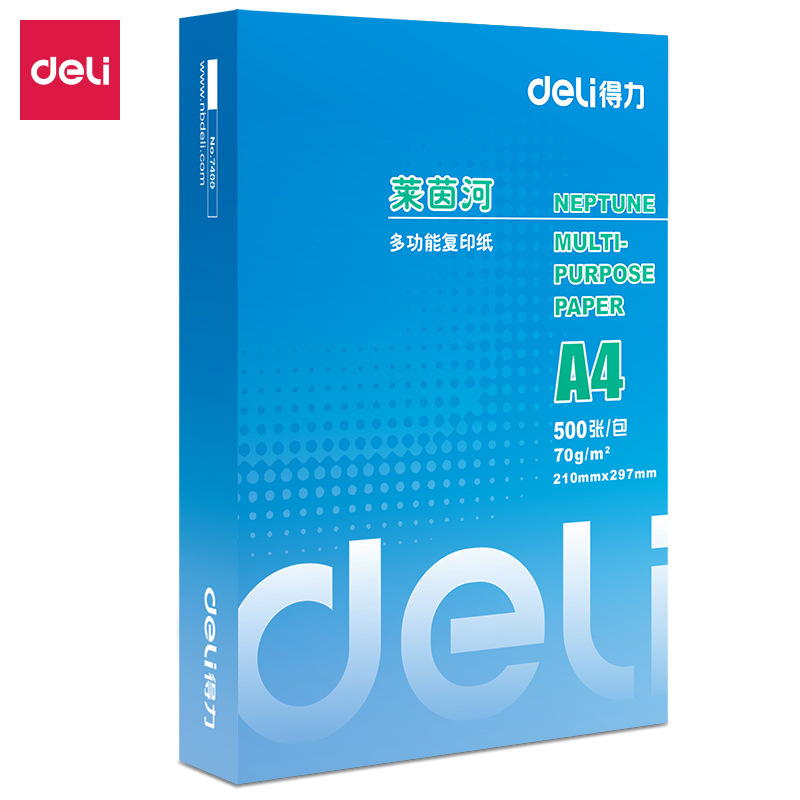 deli
deli得力
莱茵河
多功能复印纸
NEPTUNE
MULTI-
PURPOSE
PAPER
A4
500张/包
70g/m²
210mmx297mm
deli
www.nbdeli.com
No.7400
deli得力